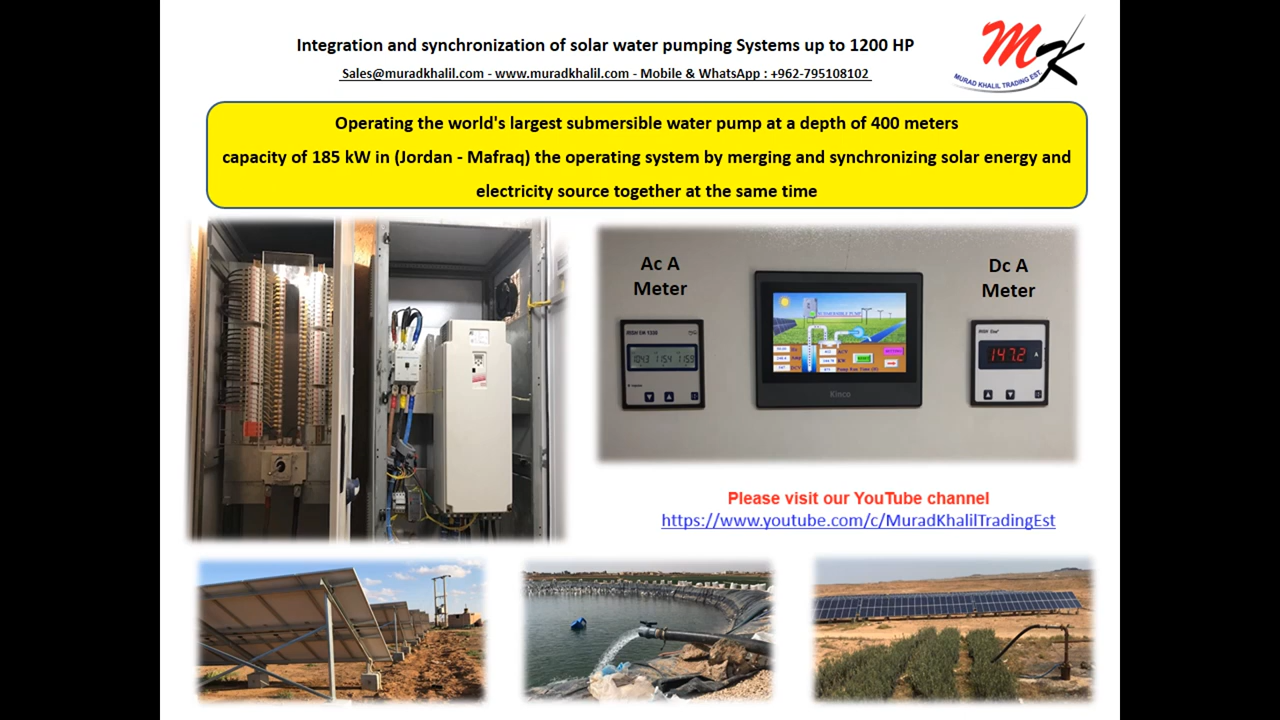 Integration and synchronization of solar water pumping Systems up to 1200 HP
Sales@muradkhalil.com - www.muradkhalil.com - Mobile & WhatsApp : +962-795108102
MK
MURAD KHALIL TRADING EST.
Operating the world's largest submersible water pump at a depth of 400 meters
capacity of 185 kW in (Jordan - Mafraq) the operating system by merging and synchronizing solar energy and
electricity source together at the same time
Ac A
Meter
Dc A
Meter
147.2
A
Kinco
Please visit our YouTube channel
https://www.youtube.com/c/MuradKhalilTradingEst